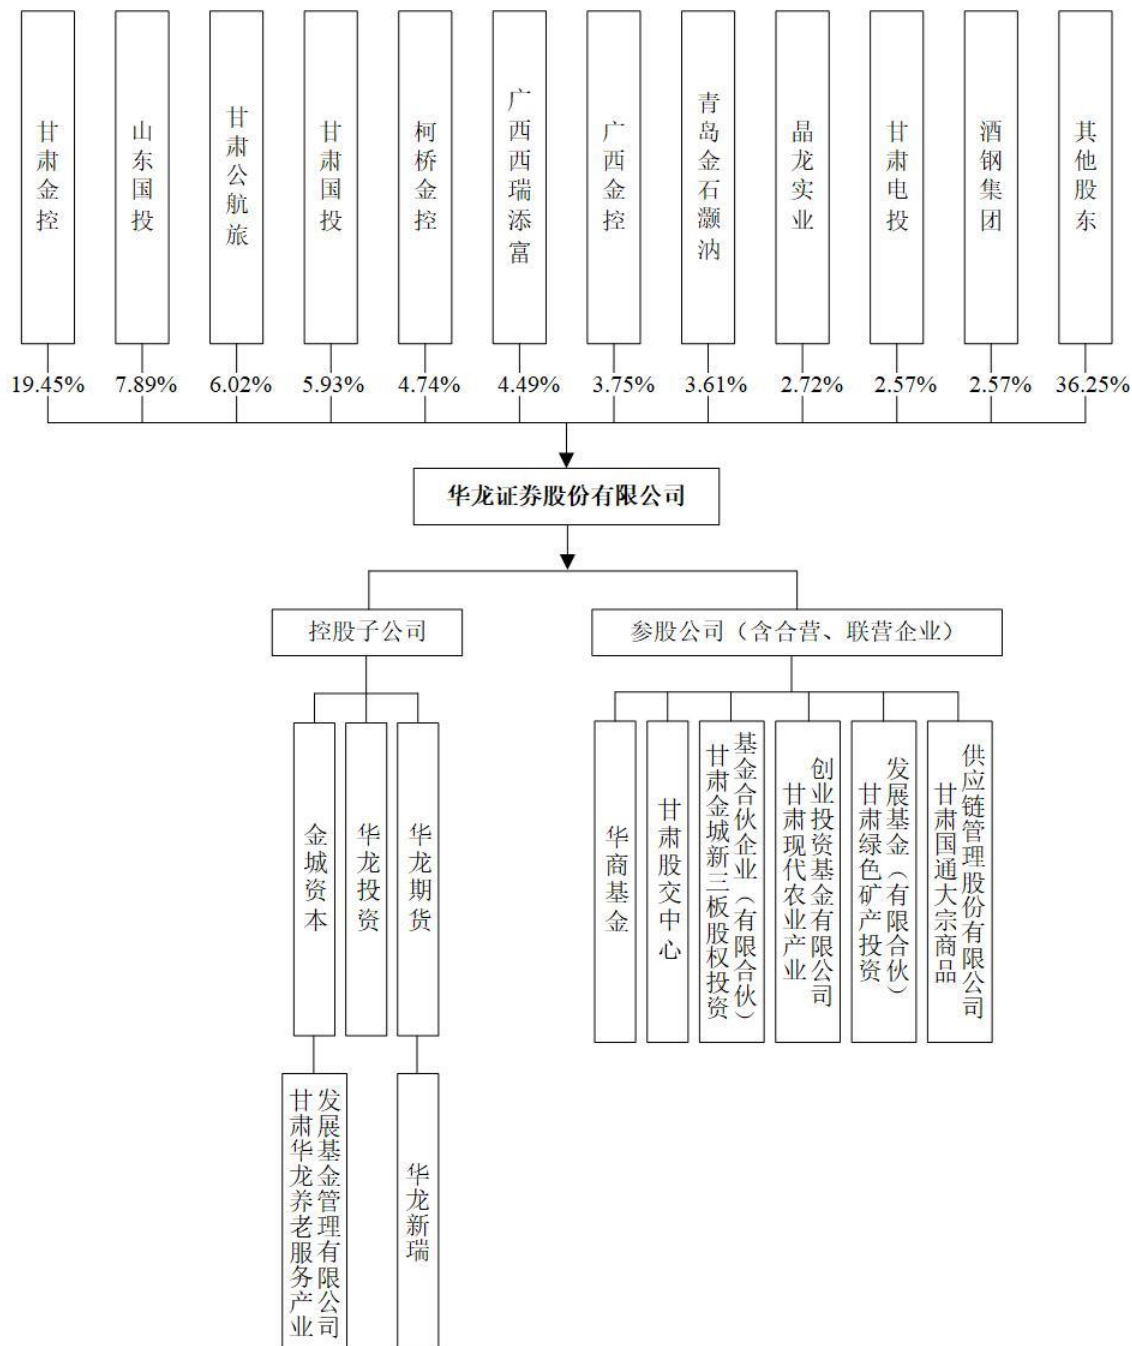 甘肃金控
山东国投
甘肃公航旅
甘肃国投
柯桥金控
广西西瑞添富
广西金控
青岛金石灏汭
晶龙实业
甘肃电投
酒钢集团
其他股东
19.45%
7.89%
6.02%
5.93%
4.74%
4.49%
3.75%
3.61%
2.72%
2.57%
2.57%
36.25%
华龙证券股份有限公司
控股子公司
参股公司（含合营、联营企业）
金城资本
华龙投资
华龙期货
华商基金
甘肃股交中心
甘肃金城新三板股权投资
基金合伙企业（有限合伙）
甘肃现代农业产业
创业投资基金有限公司
甘肃绿色矿产投资
发展基金（有限合伙）
甘肃国通大宗商品
供应链管理股份有限公司
甘肃华龙养老服务产业
发展基金管理有限公司
华龙新瑞